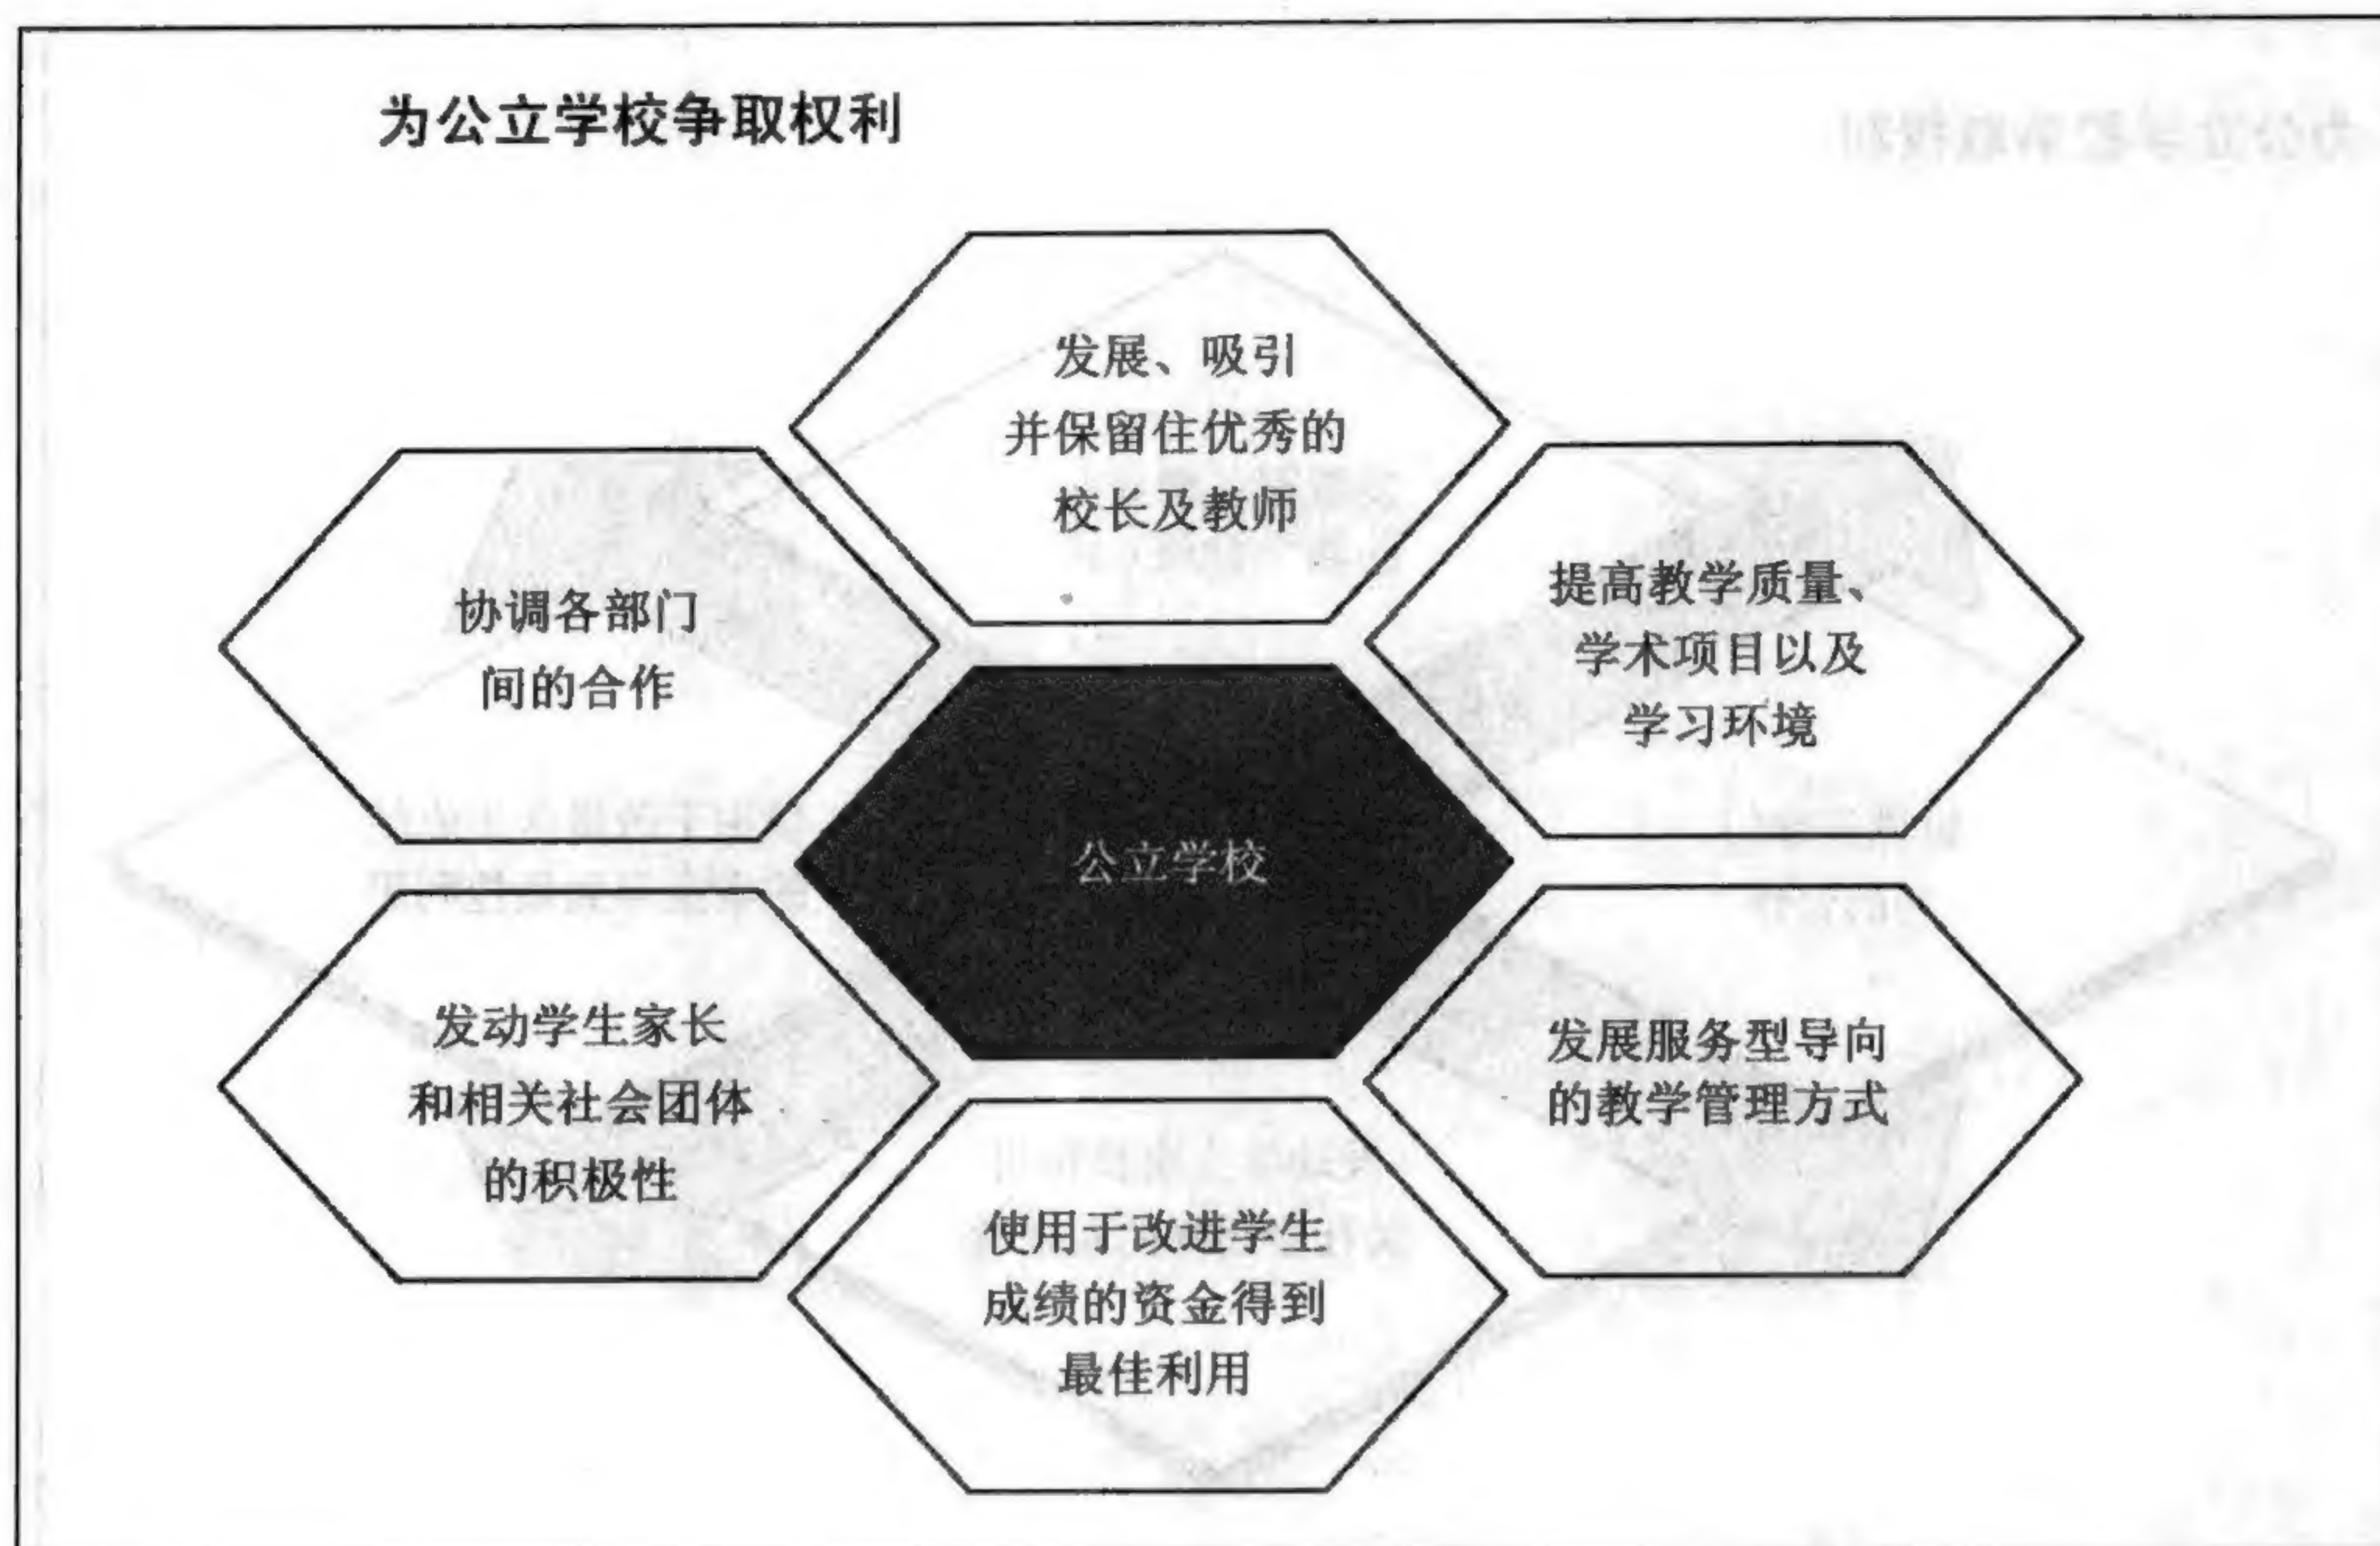 为公立学校争取权利
发展、吸引
并保留住优秀的
校长及教师
协调各部门
间的合作
提高教学质量、
学术项目以及
学习环境
公立学校
发动学生家长
和相关社会团体
的积极性
发展服务型导向
的教学管理方式
使用于改进学生
成绩的资金得到
最佳利用